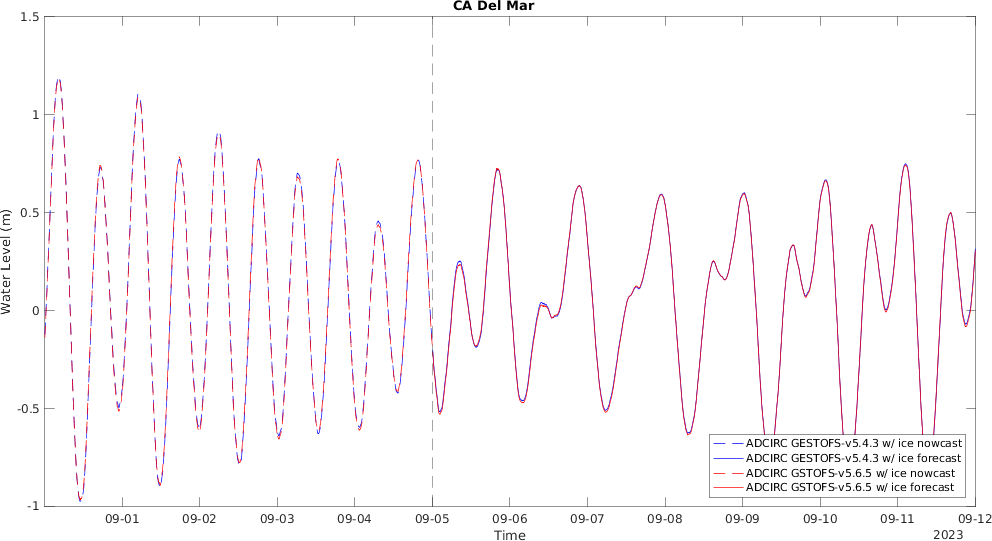 CA Del Mar
1.5
1
0.5
0
-0.5
-1
Water Level (m)
09-01 09-02 09-03 09-04 09-05 09-06 09-07 09-08 09-09 09-10 09-11 09-12
Time
2023
ADCIRC GESTOFS-v5.4.3 w/ ice nowcast
ADCIRC GESTOFS-v5.4.3 w/ ice forecast
ADCIRC GSTOFS-v5.6.5 w/ ice nowcast
ADCIRC GSTOFS-v5.6.5 w/ ice forecast